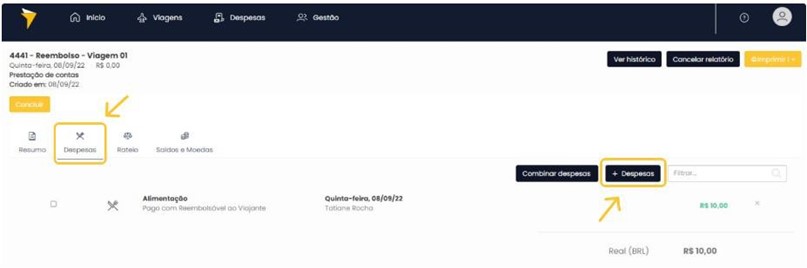 Início
Viagens
Despesas
Gestão
4441 - Reembolso - Viagem 01
Quinta-feira, 08/09/22 R$ 0,00
Prestação de contas
Criado em: 08/09/22
Ver histórico
Cancelar relatório
Imprimir
Concluir
Resumo
Despesas
Rateio
Saldos e Moedas
Combinar despesas
+ Despesas
Filtrar...
Alimentação
Quinta-feira, 08/09/22
Pago com Reembolsável ao Viajante
Tatiane Rocha
R$ 10,00
Real (BRL) R$ 10,00